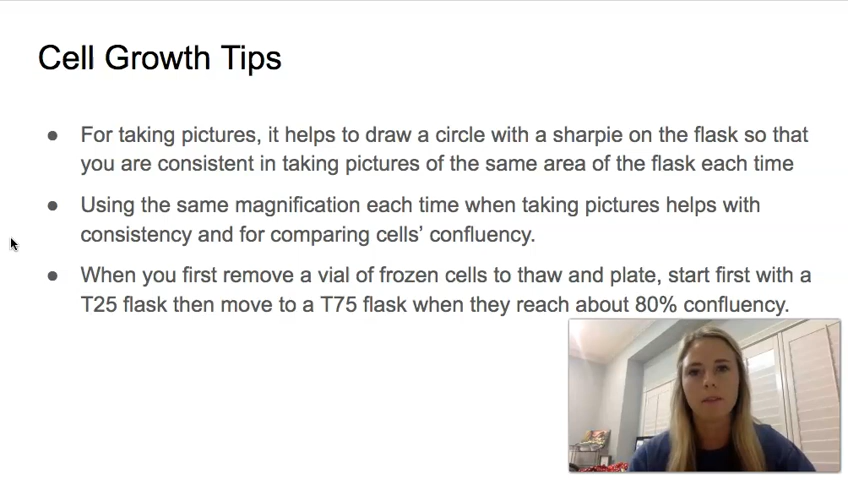 Cell Growth Tips
● For taking pictures, it helps to draw a circle with a sharpie on the flask so that
you are consistent in taking pictures of the same area of the flask each time
● Using the same magnification each time when taking pictures helps with
consistency and for comparing cells’ confluency.
● When you first remove a vial of frozen cells to thaw and plate, start first with a
T25 flask then move to a T75 flask when they reach about 80% confluency.